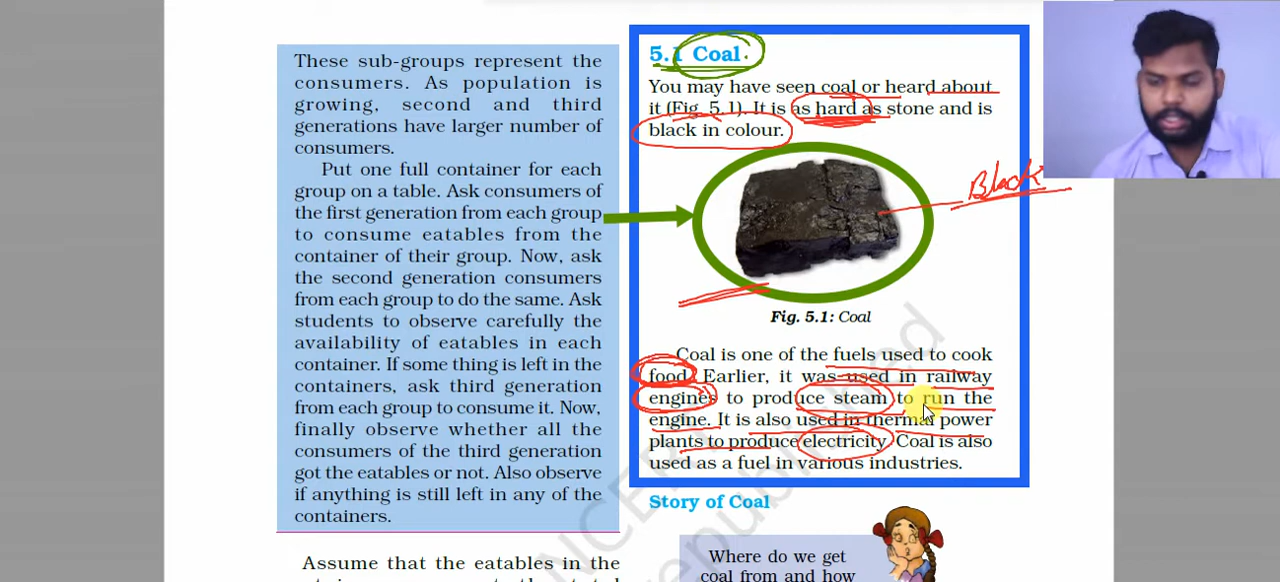 These sub-groups represent the
consumers. As population is
growing, second and third
generations have larger number of
consumers.
Put one full container for each
group on a table. Ask consumers of
the first generation from each group
to consume eatables from the
container of their group. Now, ask
the second generation consumers
from each group to do the same. Ask
students to observe carefully the
availability of eatables in each
container. If some thing is left in the
containers, ask third generation
from each group to consume it. Now,
finally observe whether all the
consumers of the third generation
got the eatables or not. Also observe
if anything is still left in any of the
containers.
Assume that the eatables in the
5.1 Coal
You may have seen coal or heard about
it (Fig. 5.1). It is as hard as stone and is
black in colour.
Black
Fig. 5.1: Coal
Coal is one of the fuels used to cook
food. Earlier, it was used in railway
engines to produce steam to run the
engine. It is also used in thermal power
plants to produce electricity. Coal is also
used as a fuel in various industries.
Story of Coal
Where do we get
coal from and how
NCERT
republished